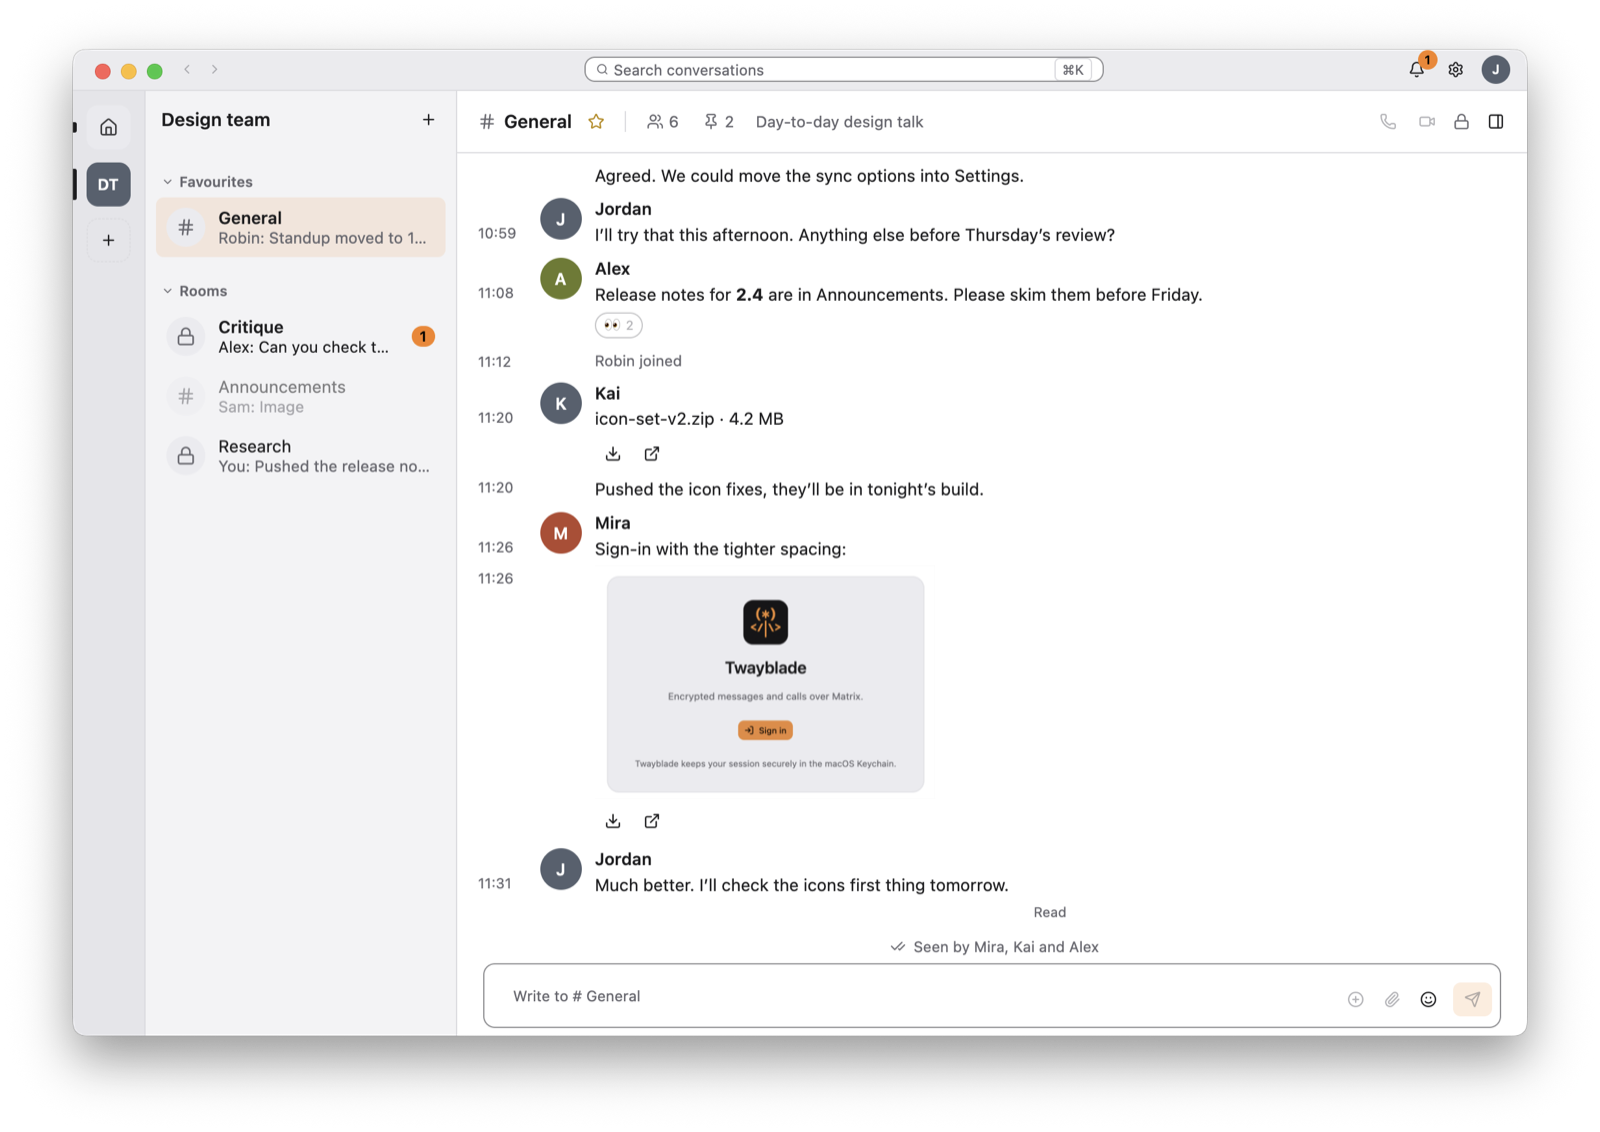 Search conversations
⌘K
1
J
DT
Design team
Favourites
General
Robin: Standup moved to 1...
Rooms
Critique
Alex: Can you check t...
1
Announcements
Sam: Image
Research
You: Pushed the release no...
# General
6
2
Day-to-day design talk
Agreed. We could move the sync options into Settings.
J
Jordan
10:59
I’ll try that this afternoon. Anything else before Thursday’s review?
A
Alex
11:08
Release notes for 2.4 are in Announcements. Please skim them before Friday.
👀 2
11:12
Robin joined
K
Kai
11:20
icon-set-v2.zip · 4.2 MB
11:20
Pushed the icon fixes, they’ll be in tonight’s build.
M
Mira
11:26
Sign-in with the tighter spacing:
11:26
(*)
</|\>
Twayblade
Encrypted messages and calls over Matrix.
Sign in
Twayblade keeps your session securely in the macOS Keychain.
J
Jordan
11:31
Much better. I’ll check the icons first thing tomorrow.
Read
Seen by Mira, Kai and Alex
Write to # General